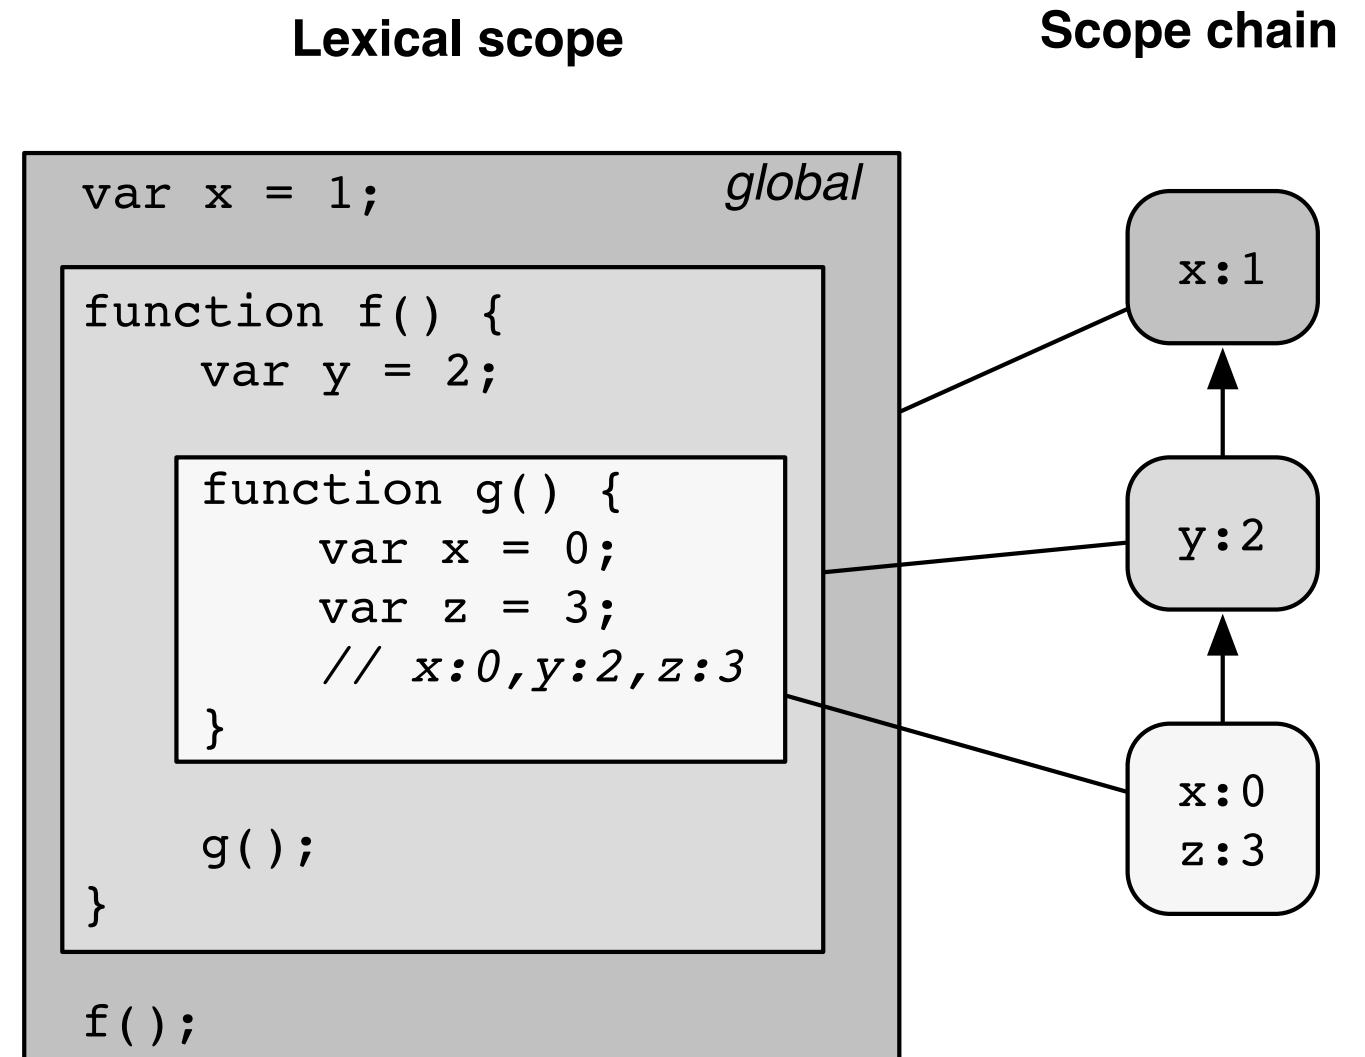 Lexical scope
Scope chain
var x = 1;
global
function f() {
var y = 2;
function g() {
var x = 0;
var z = 3;
// x:0,y:2,z:3
}
g();
}
f();
x:1
y:2
x:0
z:3